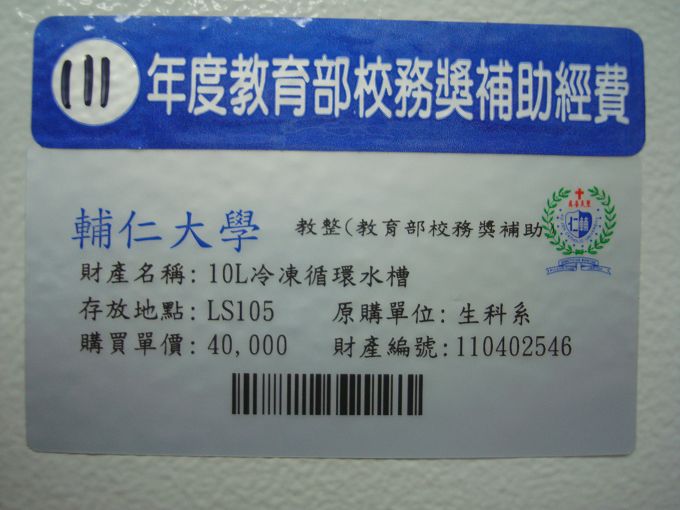 111 年度教育部校務獎補助經費
輔仁大學 教整(教育部校務獎補助
財產名稱: 10L冷凍循環水槽
存放地點: LS105 原購單位: 生科系
購買單價: 40,000 財產編號: 110402546